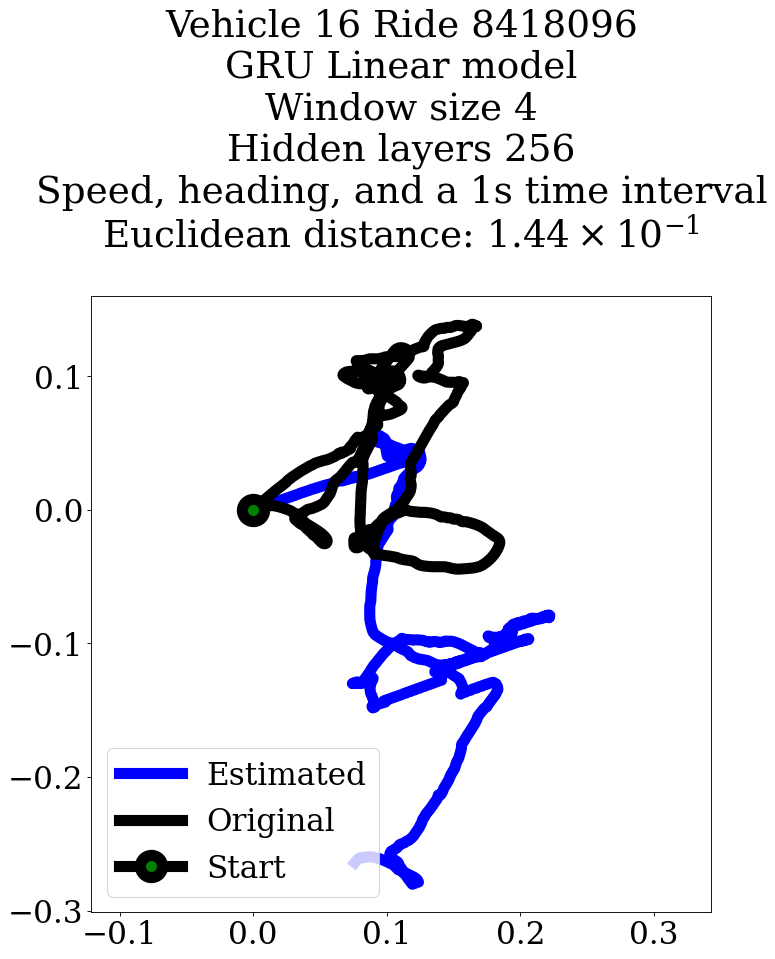 Vehicle 16 Ride 8418096
GRU Linear model
Window size 4
Hidden layers 256
Speed, heading, and a 1s time interval
Euclidean distance: 1.44 × 10⁻¹
0.1
0.0
−0.1
−0.2
−0.3
Estimated
Original
Start
−0.1 0.0 0.1 0.2 0.3